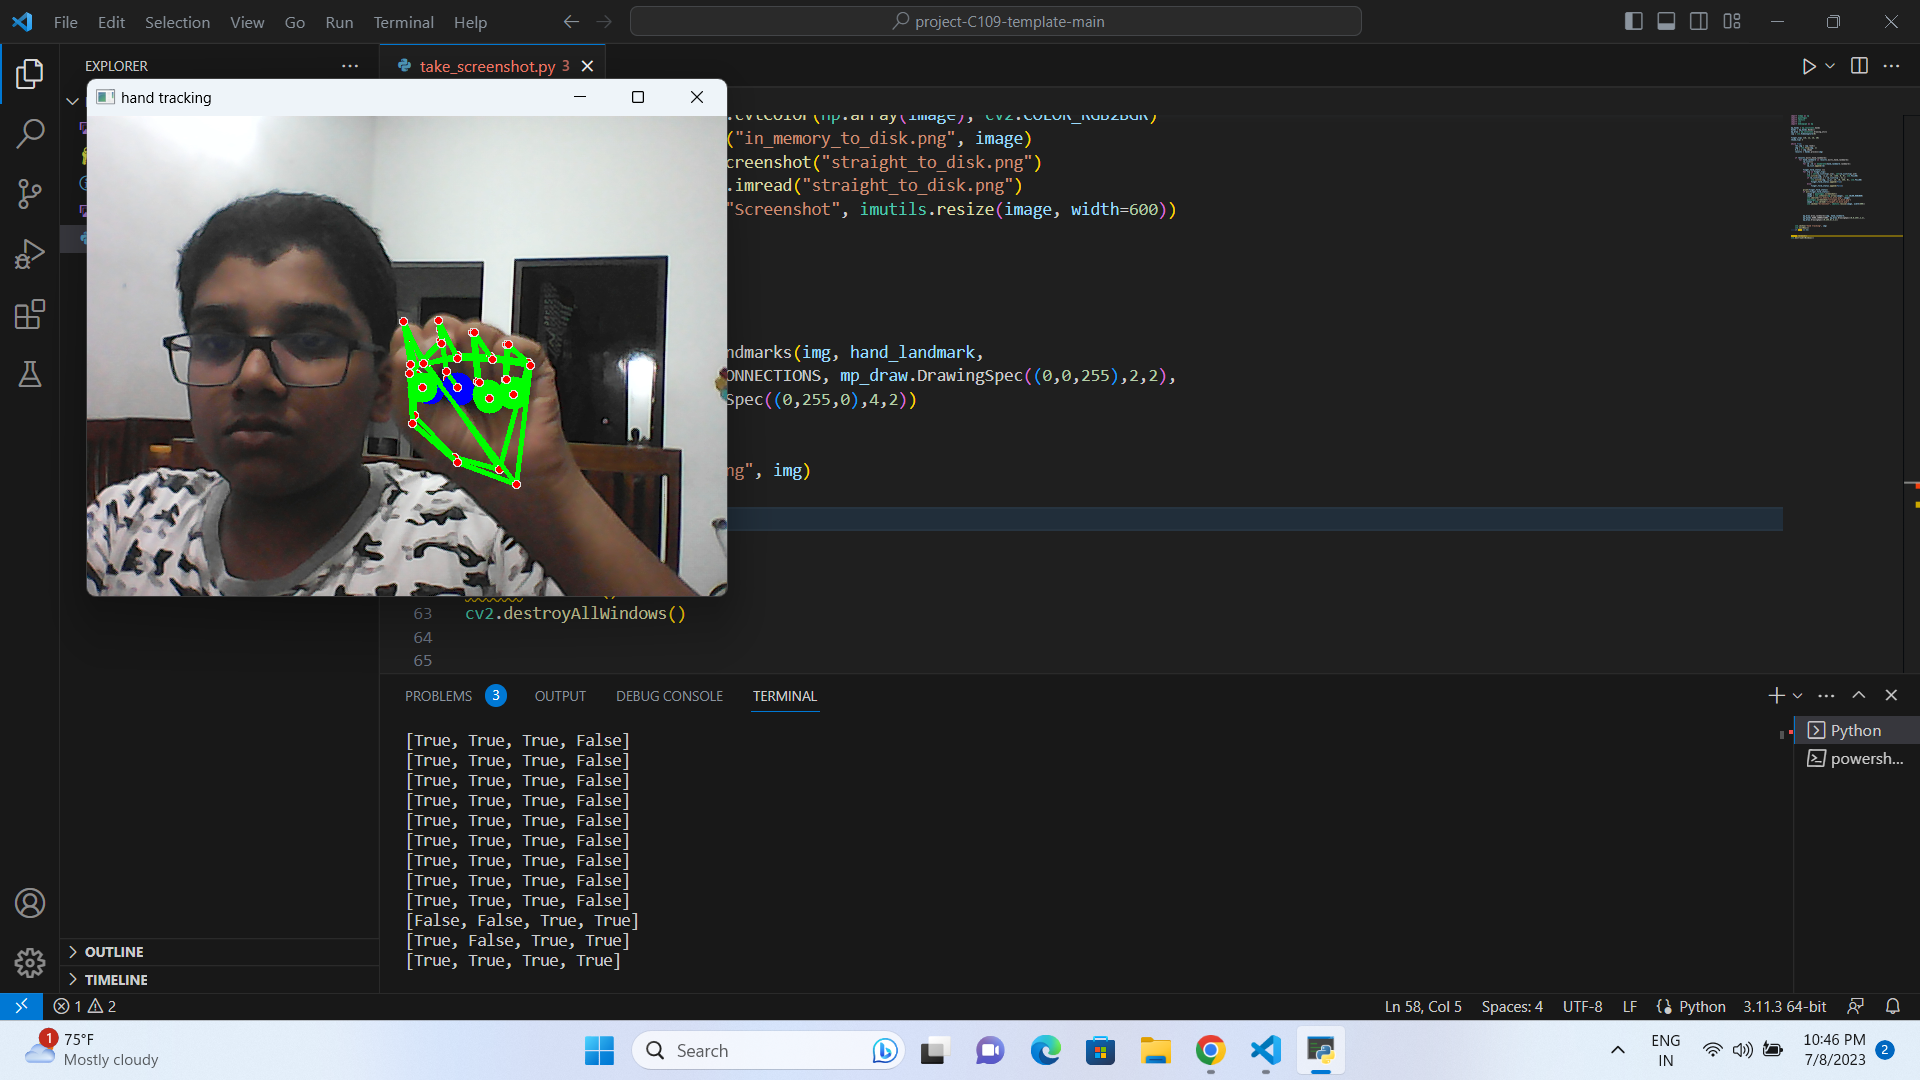 File Edit Selection View Go Run Terminal Help
project-C109-template-main
EXPLORER
take_screenshot.py 3
hand tracking
.cvtColor(np.array(image), cv2.COLOR_RGB2BGR)
("in_memory_to_disk.png", image)
creenshot("straight_to_disk.png")
.imread("straight_to_disk.png")
"Screenshot", imutils.resize(image, width=600))
ndmarks(img, hand_landmark,
ONNECTIONS, mp_draw.DrawingSpec((0,0,255),2,2),
Spec((0,255,0),4,2))
ng", img)
63 cv2.destroyAllWindows()
64
65
PROBLEMS 3 OUTPUT DEBUG CONSOLE TERMINAL
[True, True, True, False]
[True, True, True, False]
[True, True, True, False]
[True, True, True, False]
[True, True, True, False]
[True, True, True, False]
[True, True, True, False]
[True, True, True, False]
[True, True, True, False]
[False, False, True, True]
[True, False, True, True]
[True, True, True, True]
Python
powersh...
OUTLINE
TIMELINE
1 2
Ln 58, Col 5 Spaces: 4 UTF-8 LF Python 3.11.3 64-bit
1
75°F
Mostly cloudy
Search
ENG
IN
10:46 PM
7/8/2023
2